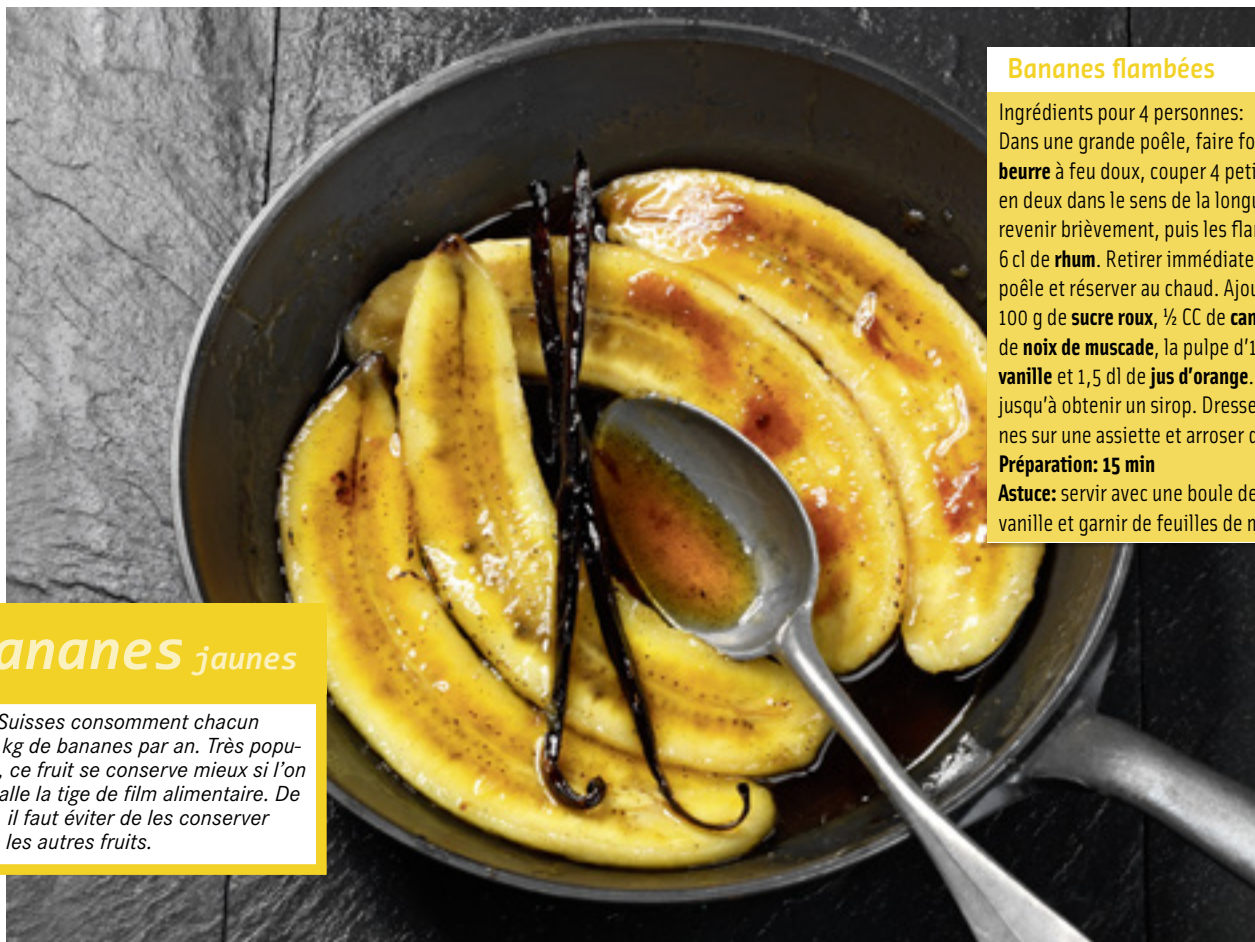 Bananes flambées
Ingrédients pour 4 personnes:
Dans une grande poêle, faire fo
beurre à feu doux, couper 4 peti
en deux dans le sens de la longu
revenir brièvement, puis les flar
6 cl de rhum. Retirer immédiate
poêle et réserver au chaud. Ajou
100 g de sucre roux, ½ CC de can
de noix de muscade, la pulpe d'1
vanille et 1,5 dl de jus d'orange.
jusqu'à obtenir un sirop. Dresse
nes sur une assiette et arroser d
Préparation: 15 min
Astuce: servir avec une boule de
vanille et garnir de feuilles de m
ananes jaunes
Suisses consomment chacun
kg de bananes par an. Très popu-
, ce fruit se conserve mieux si l'on
alle la tige de film alimentaire. De
il faut éviter de les conserver
les autres fruits.